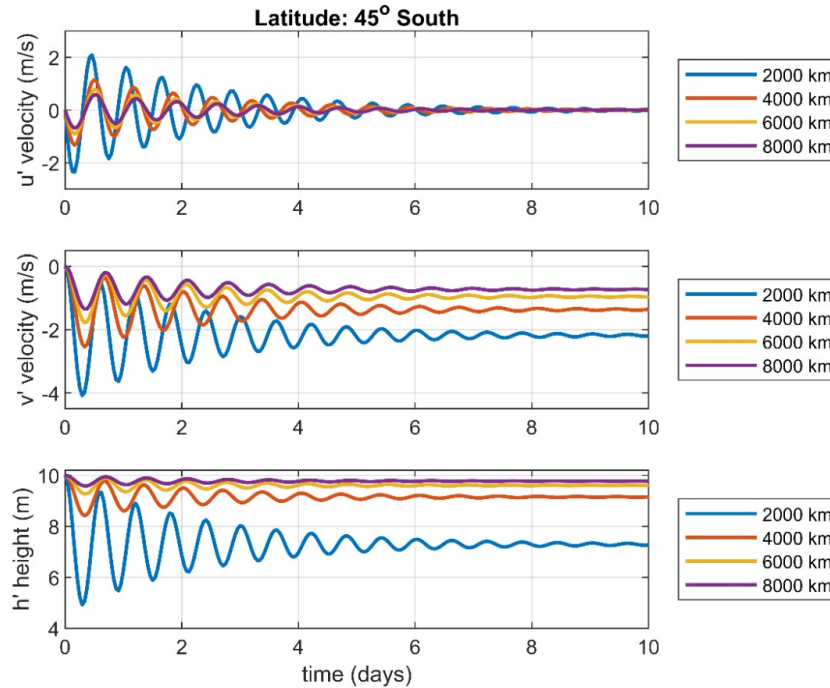 Latitude: 45o South
u' velocity (m/s)
2
0
-2
0 2 4 6 8 10
2000 km
4000 km
6000 km
8000 km
v' velocity (m/s)
0
-2
-4
0 2 4 6 8 10
2000 km
4000 km
6000 km
8000 km
h' height (m)
10
8
6
4
0 2 4 6 8 10
time (days)
2000 km
4000 km
6000 km
8000 km